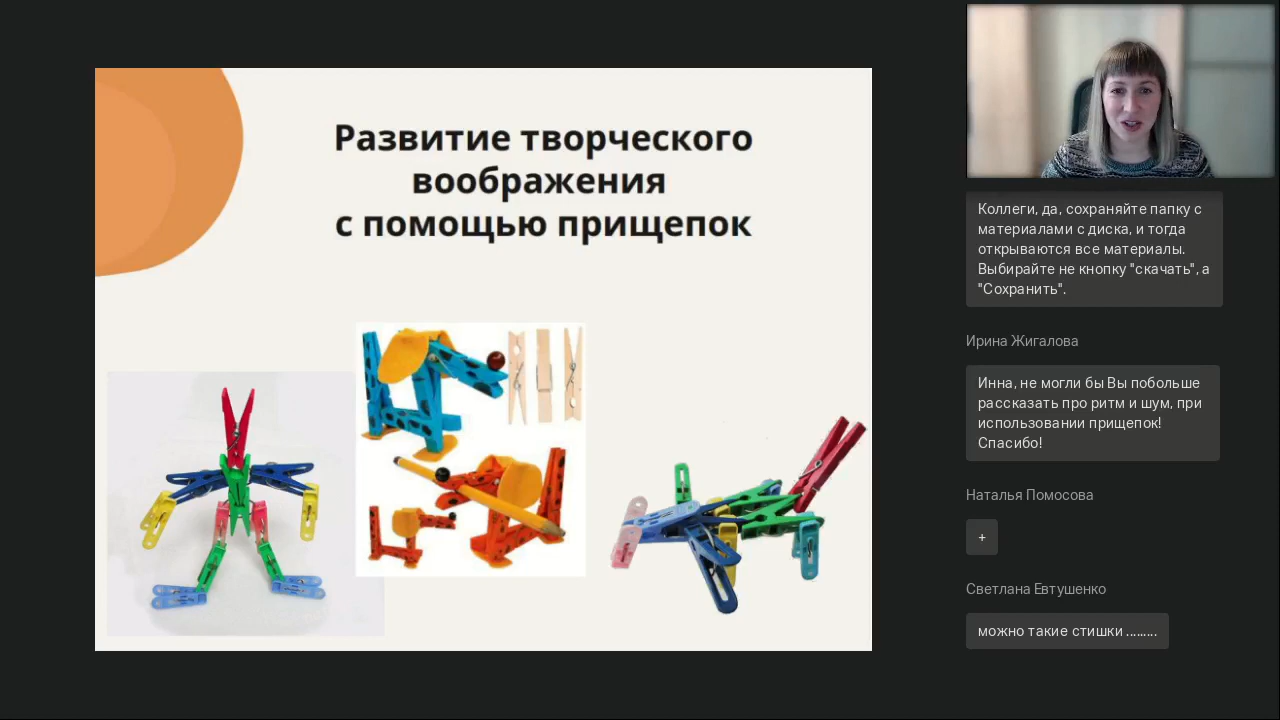 Развитие творческого
воображения
с помощью прищепок
Коллеги, да, сохраняйте папку с
материалами с диска, и тогда
открываются все материалы.
Выбирайте не кнопку "скачать", а
"Сохранить".
Ирина Жигалова
Инна, не могли бы Вы побольше
рассказать про ритм и шум, при
использовании прищепок!
Спасибо!
Наталья Помосова
+
Светлана Евтушенко
можно такие стишки .........